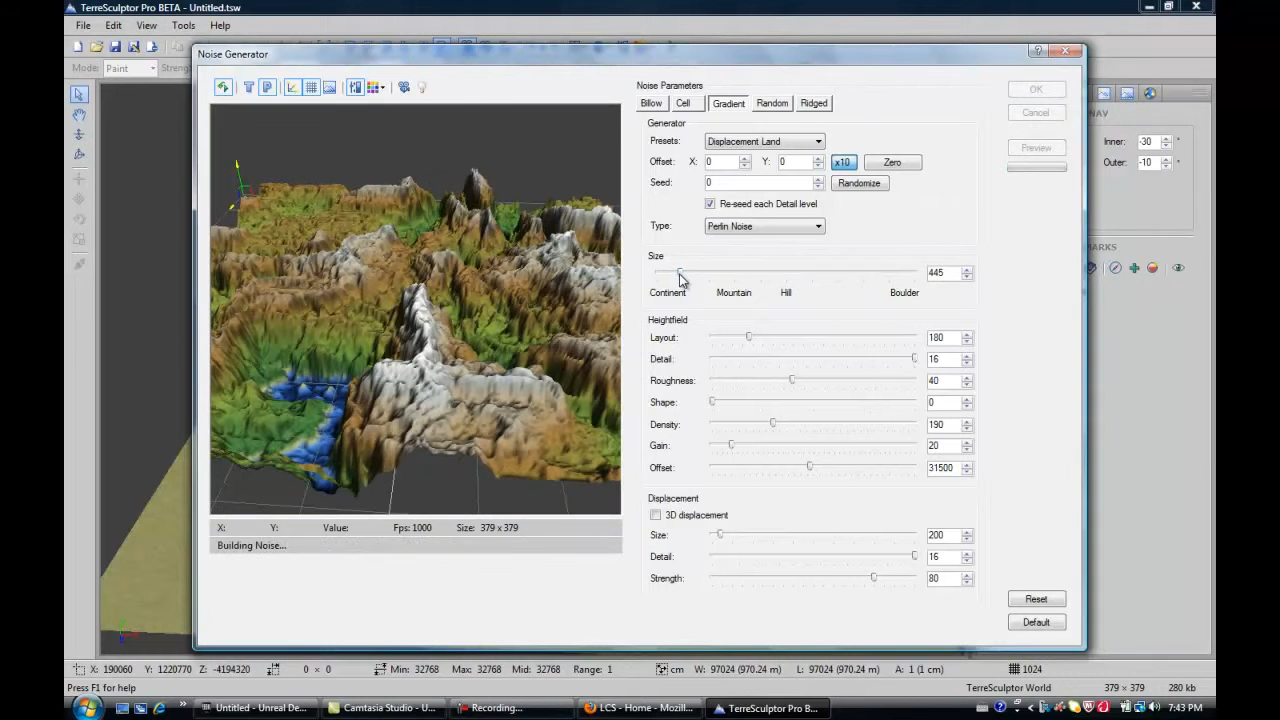 TerreSculptor Pro BETA - Untitled.tsw
File Edit View Tools Help
Mode: Paint Streng
Noise Generator
Noise Parameters
Billow Cell Gradient Random Ridged
Generator
Presets: Displacement Land
Offset: X: 0 Y: 0 x10 Zero
Seed: 0 Randomize
Re-seed each Detail level
Type: Perlin Noise
Size
445
Continent Mountain Hill Boulder
Heightfield
Layout: 180
Detail: 16
Roughness: 40
Shape: 0
Density: 190
Gain: 20
Offset: 31500
Displacement
3D displacement
Size: 200
Detail: 16
Strength: 80
X: Y: Value: Fps: 1000 Size: 379 x 379
Building Noise...
OK
Cancel
Preview
Reset
Default
NAV
Inner: -30 °
Outer: -10 °
MARKS
X: 190060 Y: 1220770 Z: -4194320 0 × 0 Min: 32768 Max: 32768 Mid: 32768 Range: 1 cm W: 97024 (970.24 m) L: 97024 (970.24 m) A: 1 (1 cm) 1024
Press F1 for help TerreSculptor World 379 × 379 280 kb
Untitled - Unreal De... Camtasia Studio - U... Recording... LCS - Home - Mozill... TerreSculptor Pro B... 7:43 PM